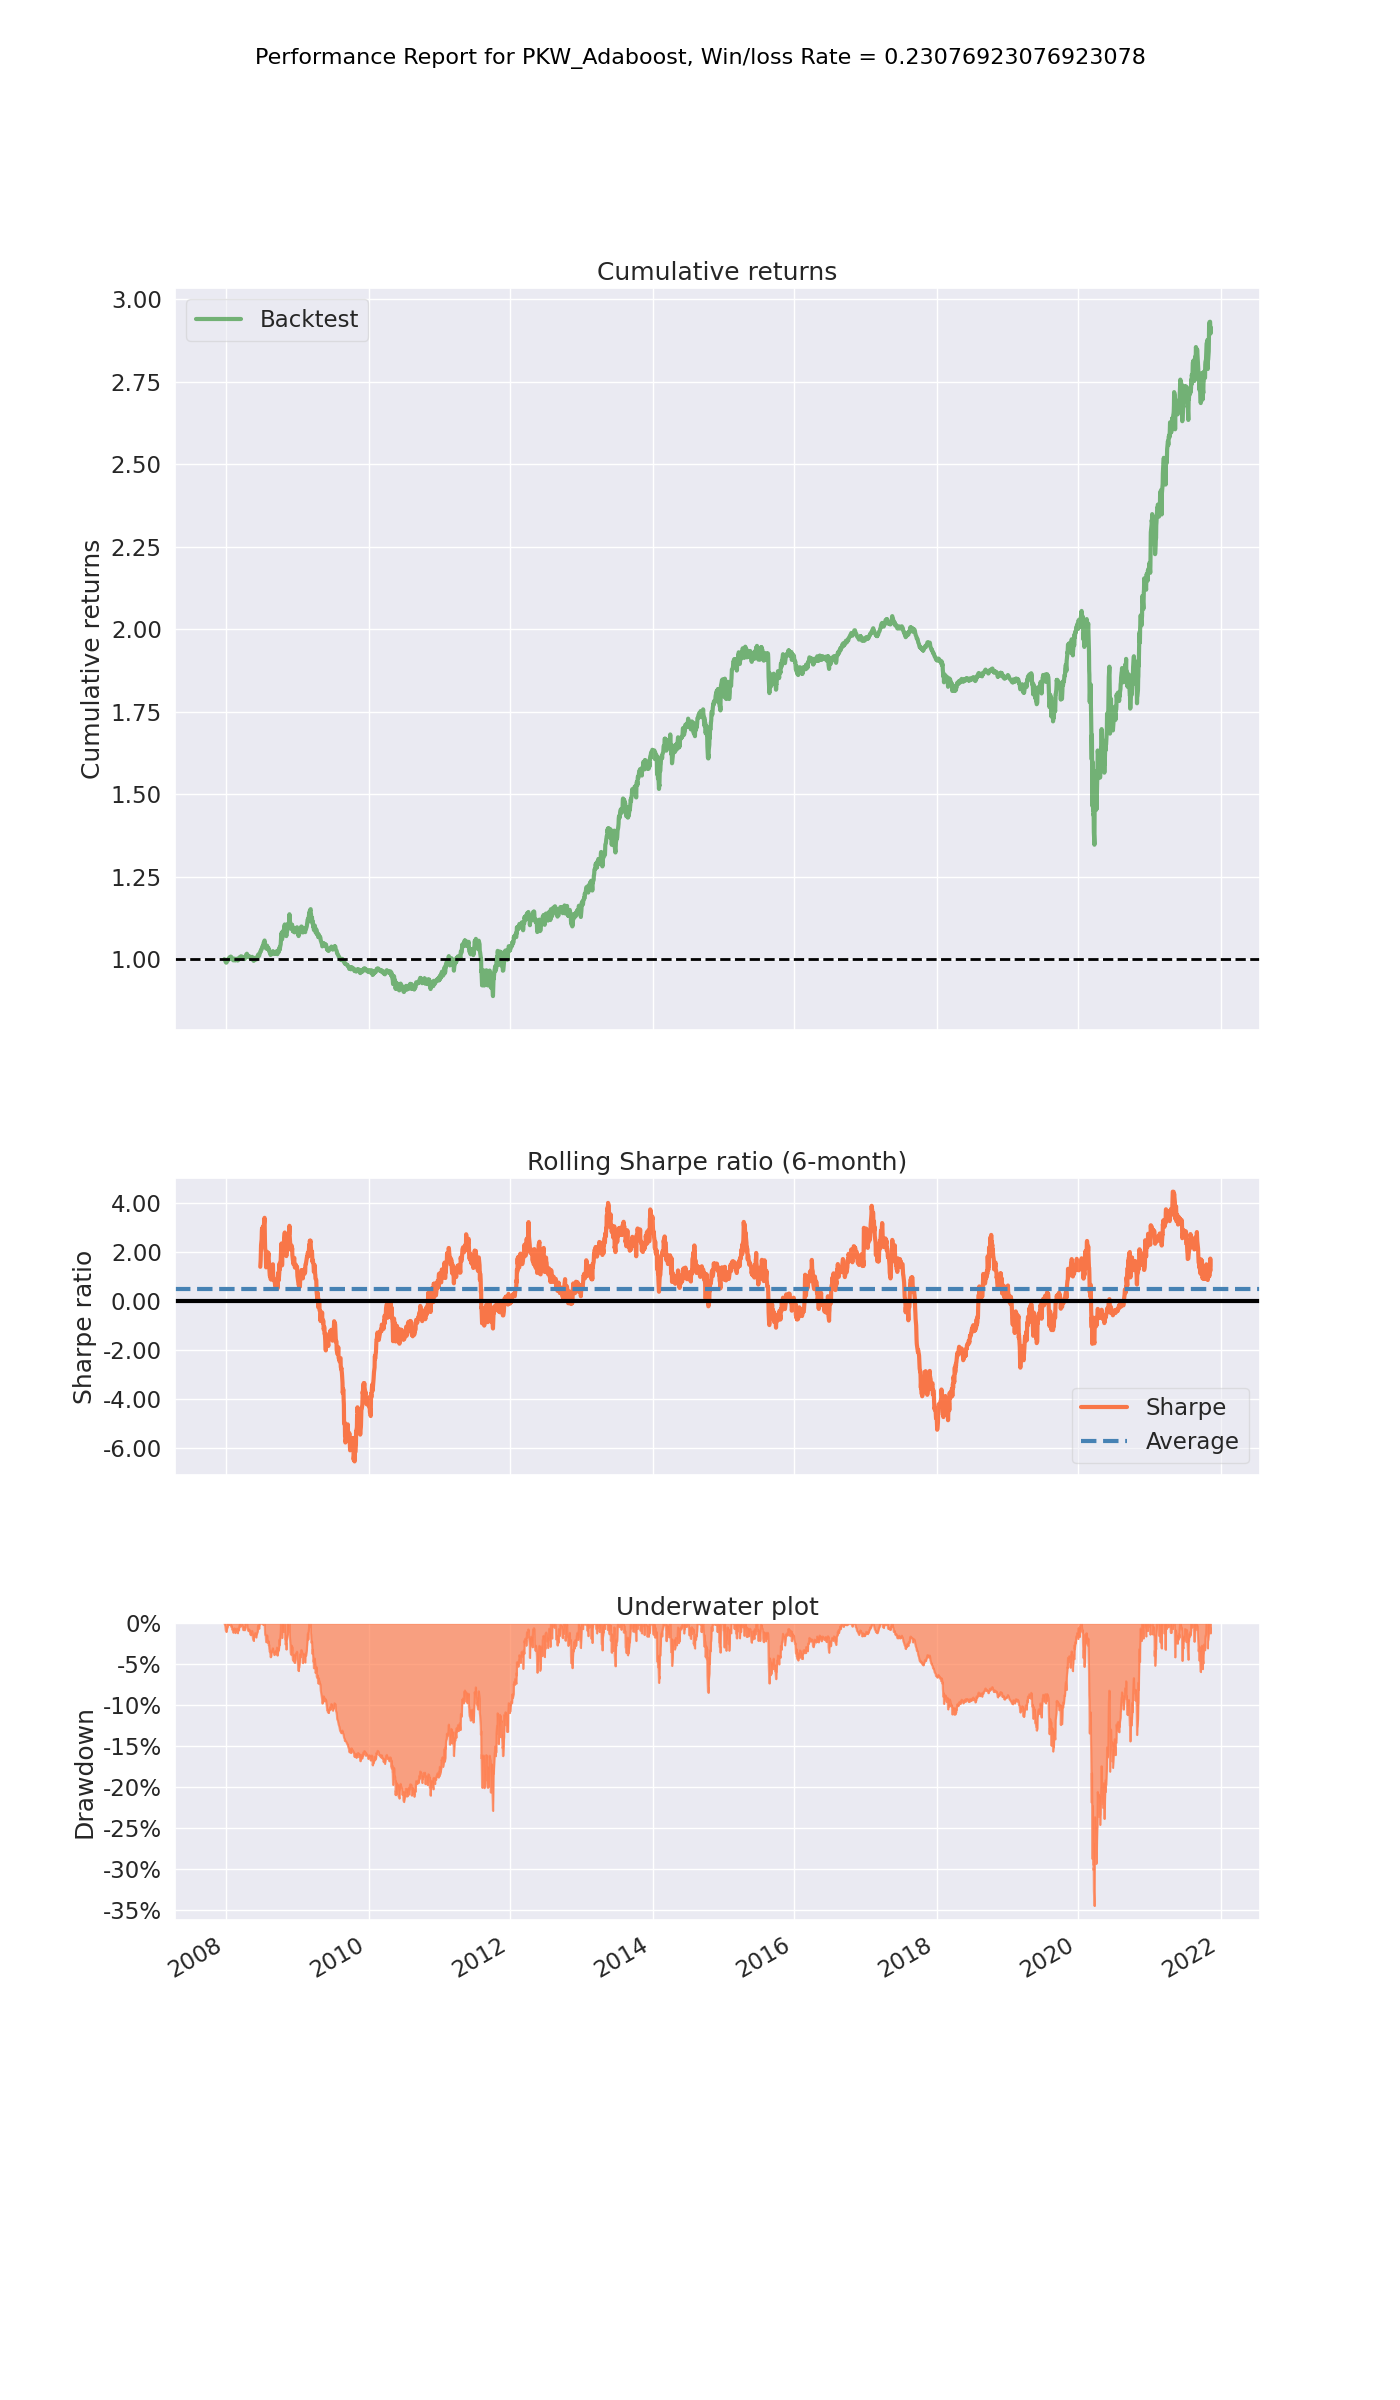 Performance Report for PKW_Adaboost, Win/loss Rate = 0.23076923076923078
Cumulative returns
3.00
Backtest
2.75
2.50
2.25
2.00
1.75
1.50
1.25
1.00
Cumulative returns
Rolling Sharpe ratio (6-month)
4.00
2.00
0.00
-2.00
-4.00
-6.00
Sharpe ratio
Sharpe
Average
Underwater plot
0%
-5%
-10%
-15%
-20%
-25%
-30%
-35%
Drawdown
2008 2010 2012 2014 2016 2018 2020 2022